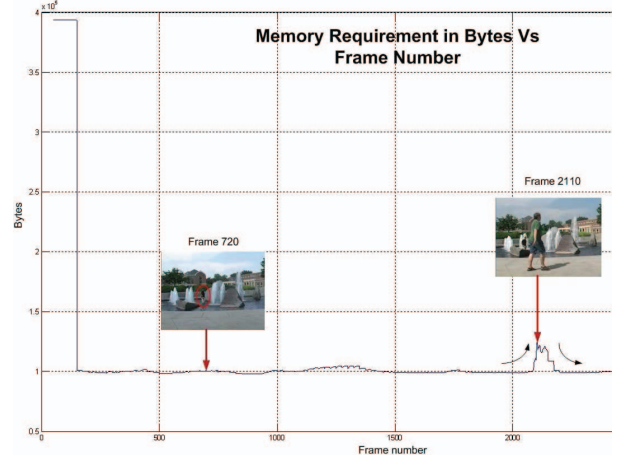 x 10
Memory Requirement in Bytes Vs
Frame Number
4
3.5
3
2.5
2
1.5
1
0.5
Bytes
Frame 2110
Frame 720
0
500
1000
1500
2000
Frame number